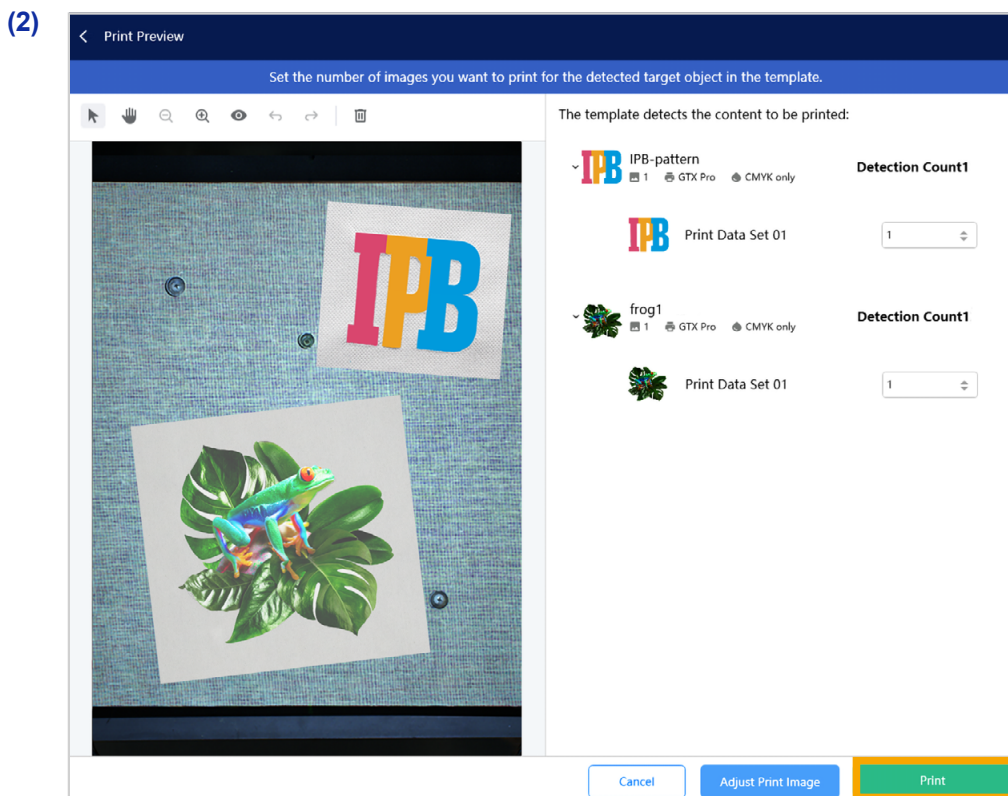 (2)
Print Preview
Set the number of images you want to print for the detected target object in the template.
The template detects the content to be printed:
IPB IPB-pattern Detection Count1
1 GTX Pro CMYK only
IPB Print Data Set 01 1
frog1 Detection Count1
1 GTX Pro CMYK only
Print Data Set 01 1
IPB
Cancel Adjust Print Image Print